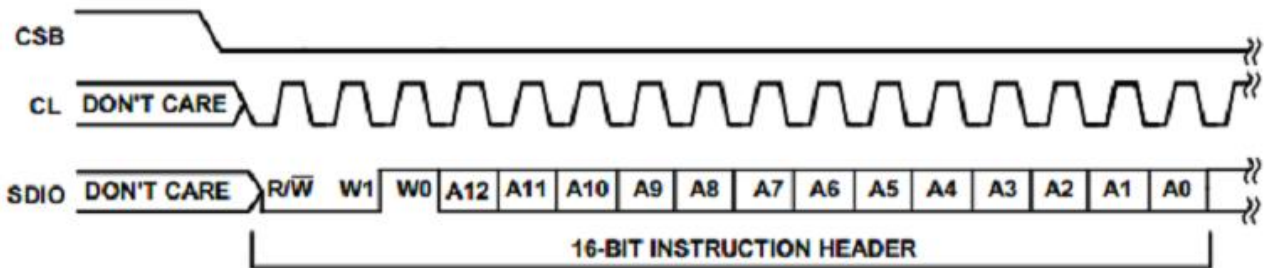 CSB
CL DON'T CARE
SDIO DON'T CARE R/W̅ W1 W0 A12 A11 A10 A9 A8 A7 A6 A5 A4 A3 A2 A1 A0
16-BIT INSTRUCTION HEADER